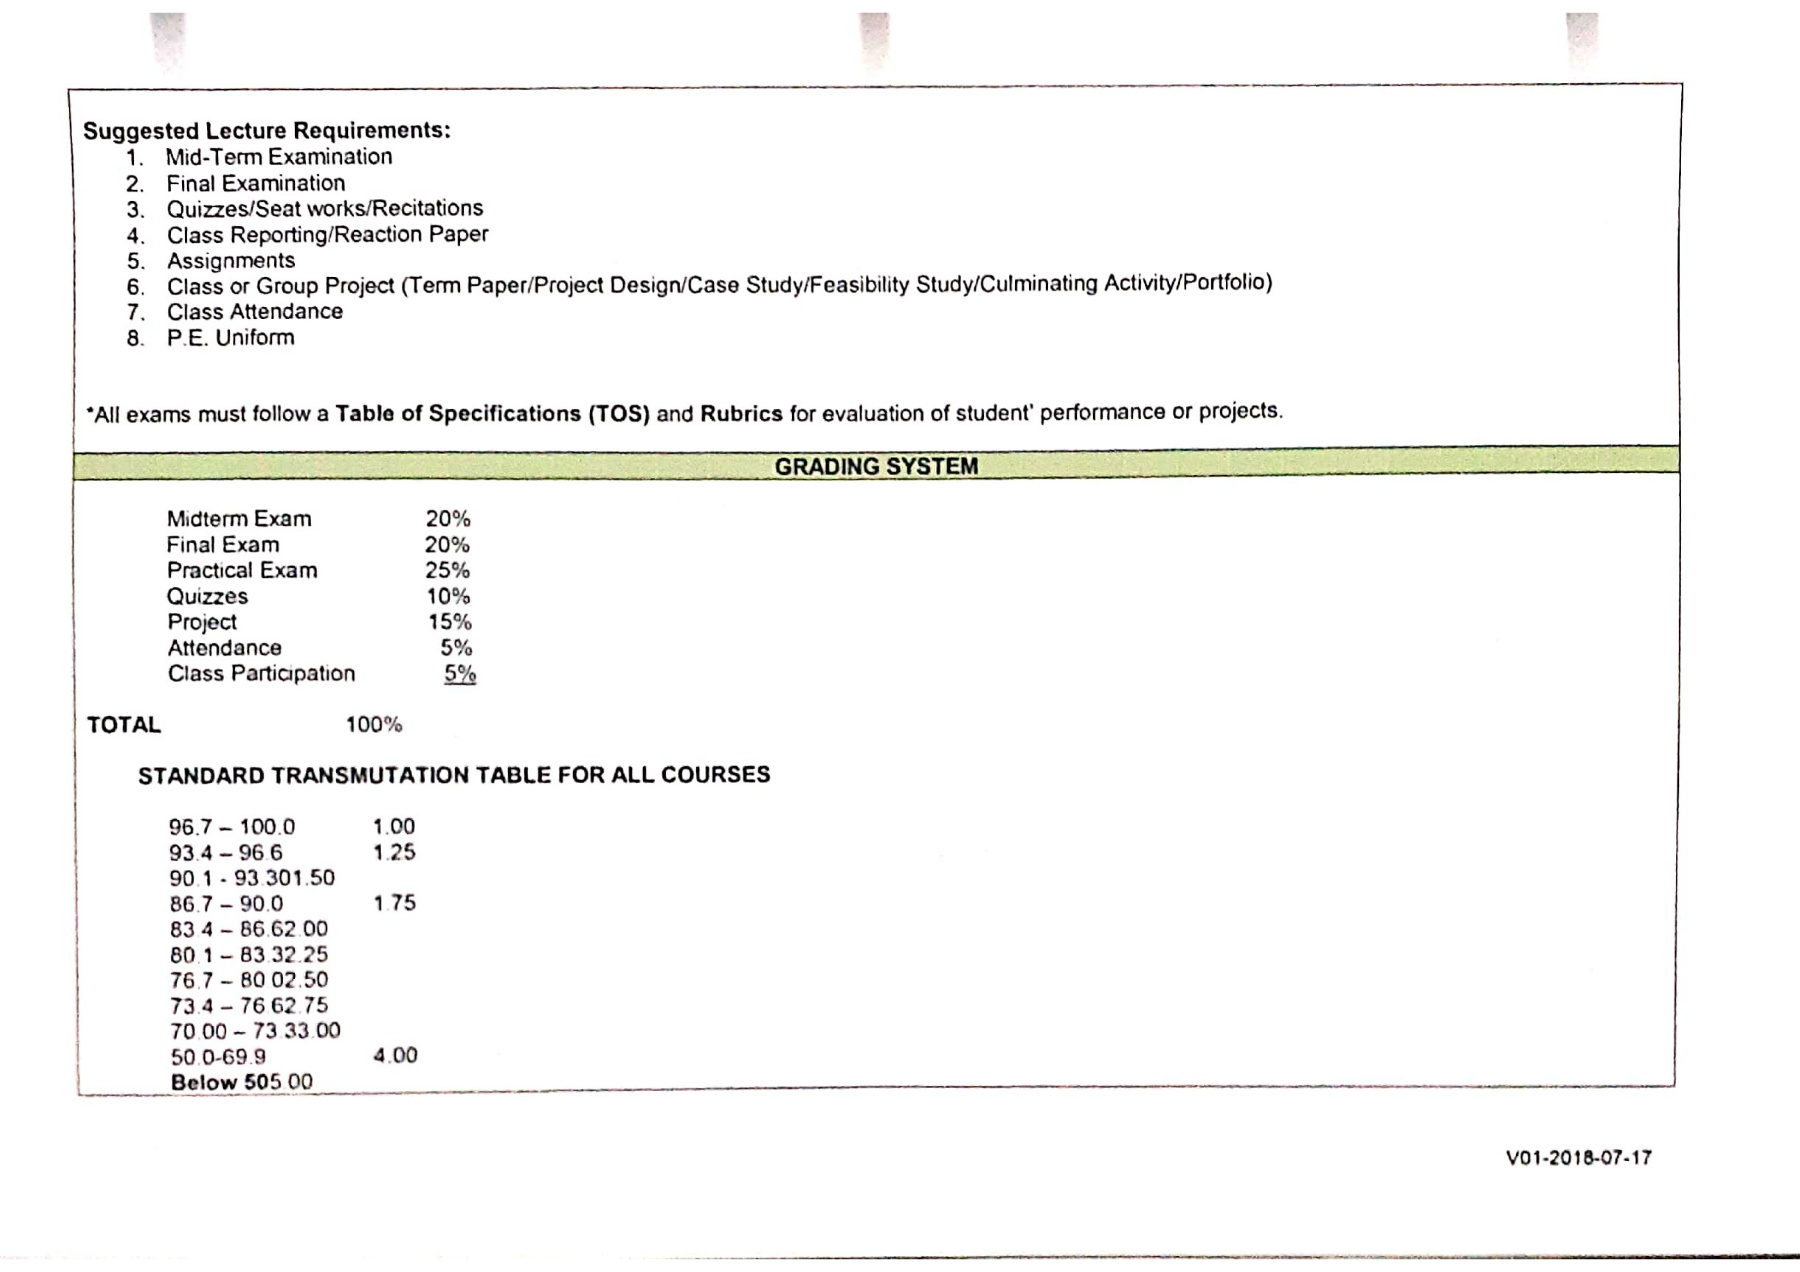 Suggested Lecture Requirements:
1. Mid-Term Examination
2. Final Examination
3. Quizzes/Seat works/Recitations
4. Class Reporting/Reaction Paper
5. Assignments
6. Class or Group Project (Term Paper/Project Design/Case Study/Feasibility Study/Culminating Activity/Portfolio)
7. Class Attendance
8. P.E. Uniform
*All exams must follow a Table of Specifications (TOS) and Rubrics for evaluation of student' performance or projects.
GRADING SYSTEM
Midterm Exam 20%
Final Exam 20%
Practical Exam 25%
Quizzes 10%
Project 15%
Attendance 5%
Class Participation 5%
TOTAL 100%
STANDARD TRANSMUTATION TABLE FOR ALL COURSES
96.7 – 100.0 1.00
93.4 – 96.6 1.25
90.1 - 93.301.50
86.7 – 90.0 1.75
83.4 – 86.62.00
80.1 – 83.32.25
76.7 – 80.02.50
73.4 – 76.62.75
70.00 – 73.33.00
50.0-69.9 4.00
Below 505.00
V01-2018-07-17